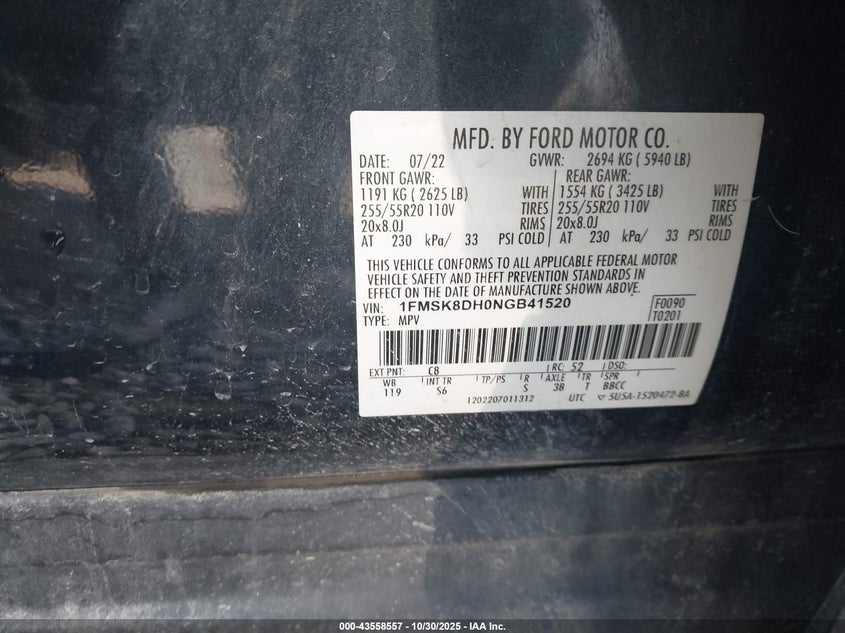 MFD. BY FORD MOTOR CO.
DATE: 07/22 GVWR: 2694 KG ( 5940 LB)
FRONT GAWR: REAR GAWR:
1191 KG ( 2625 LB) WITH 1554 KG ( 3425 LB) WITH
255/55R20 110V TIRES 255/55R20 110V TIRES
20x8.0J RIMS 20x8.0J RIMS
AT 230 kPa/ 33 PSI COLD AT 230 kPa/ 33 PSI COLD
THIS VEHICLE CONFORMS TO ALL APPLICABLE FEDERAL MOTOR
VEHICLE SAFETY AND THEFT PREVENTION STANDARDS IN
EFFECT ON THE DATE OF MANUFACTURE SHOWN ABOVE.
VIN: 1FMSK8DH0NGB41520 F0090
TYPE: MPV T0201
EXT PNT: C8 RC: 52 DSO:
WB INT TR TP/PS R AXLE TR SPR
119 S6 S 3B T BBCC
1202207011312 UTC ▽ SUSA-1520472-BA
000-43558557 - 10/30/2025 - IAA Inc.